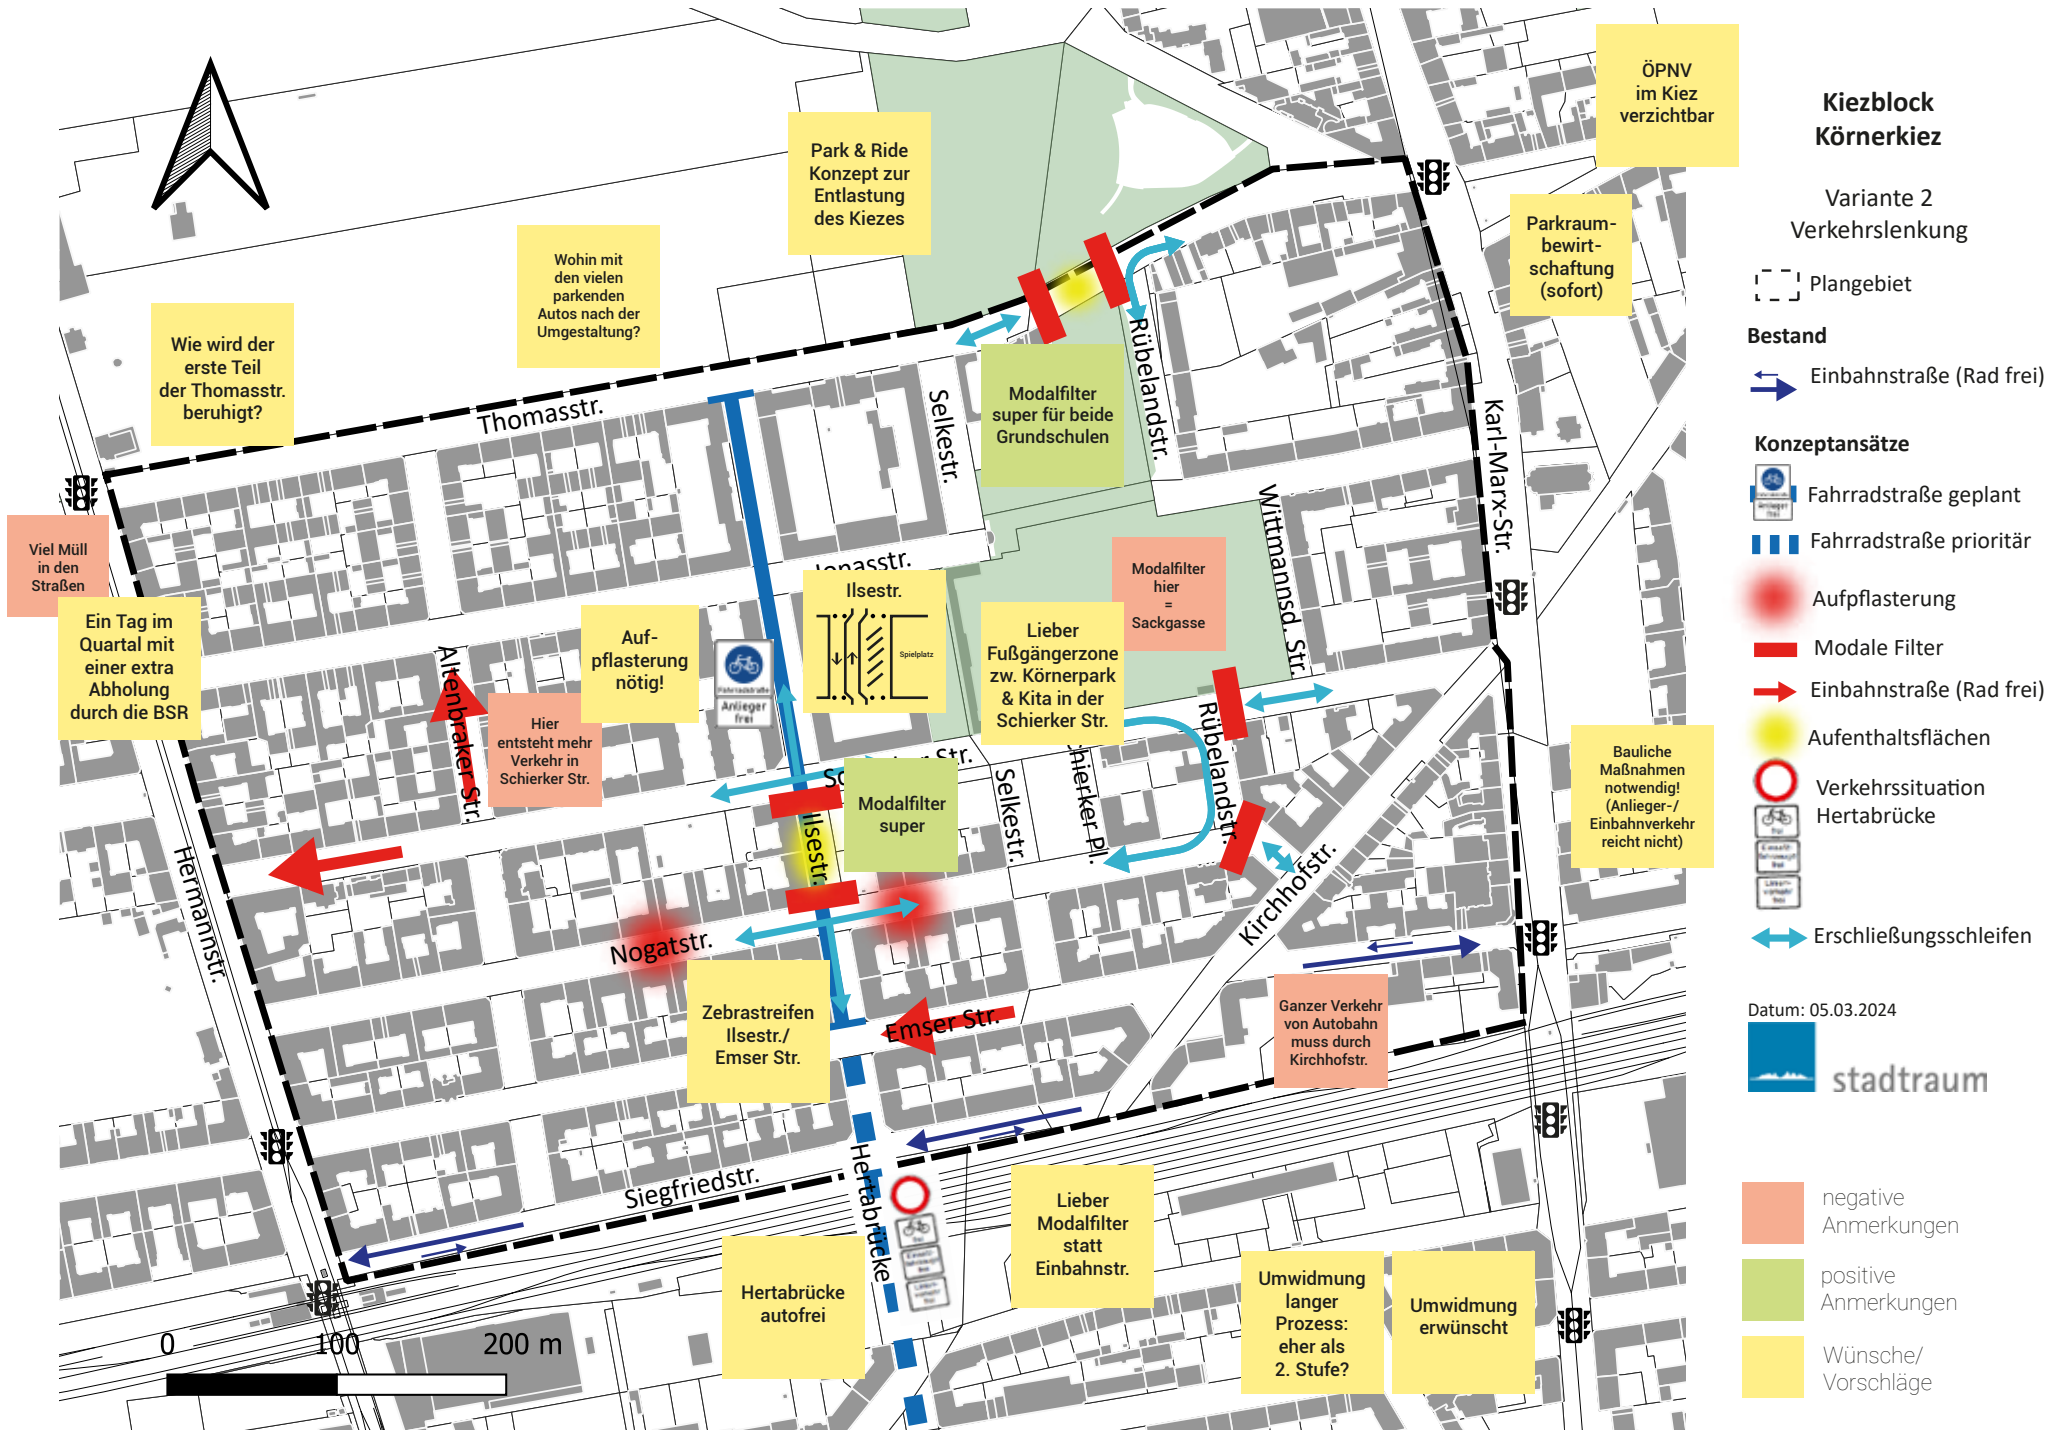 ÖPNV
im Kiez
verzichtbar
Kiezblock
Körnerkiez
Variante 2
Verkehrslenkung
Plangebiet
Bestand
Einbahnstraße (Rad frei)
Konzeptansätze
Fahrradstraße geplant
Fahrradstraße prioritär
Aufpflasterung
Modale Filter
Einbahnstraße (Rad frei)
Aufenthaltsflächen
Verkehrssituation
Hertabrücke
Erschließungsschleifen
Datum: 05.03.2024
stadtraum
negative
Anmerkungen
positive
Anmerkungen
Wünsche/
Vorschläge
Park & Ride
Konzept zur
Entlastung
des Kiezes
Parkraum-
bewirt-
schaftung
(sofort)
Wohin mit
den vielen
parkenden
Autos nach der
Umgestaltung?
Wie wird der
erste Teil
der Thomasstr.
beruhigt?
Modalfilter
super für beide
Grundschulen
Thomasstr.
Selkestr.
Rübelandstr.
Karl-Marx-Str.
Wittmannsd. Str.
Viel Müll
in den
Straßen
Ein Tag im
Quartal mit
einer extra
Abholung
durch die BSR
Auf-
pflasterung
nötig!
Fahrradstraße
Anlieger
frei
Jonasstr.
Ilsestr.
Spielplatz
Modalfilter
hier
=
Sackgasse
Lieber
Fußgängerzone
zw. Körnerpark
& Kita in der
Schierker Str.
Altenbraker Str.
Hier
entsteht mehr
Verkehr in
Schierker Str.
Str.
Modalfilter
super
Ilsestr.
Selkestr.
Pl.
Rübelandstr.
Kirchhofstr.
Bauliche
Maßnahmen
notwendig!
(Anlieger-/
Einbahnverkehr
reicht nicht)
Hermannstr.
Nogatstr.
Zebrastreifen
Ilsestr./
Emser Str.
Emser Str.
Ganzer Verkehr
von Autobahn
muss durch
Kirchhofstr.
Siegfriedstr.
Hertabrücke
Hertabrücke
autofrei
Lieber
Modalfilter
statt
Einbahnstr.
Umwidmung
langer
Prozess:
eher als
2. Stufe?
Umwidmung
erwünscht
0 100 200 m